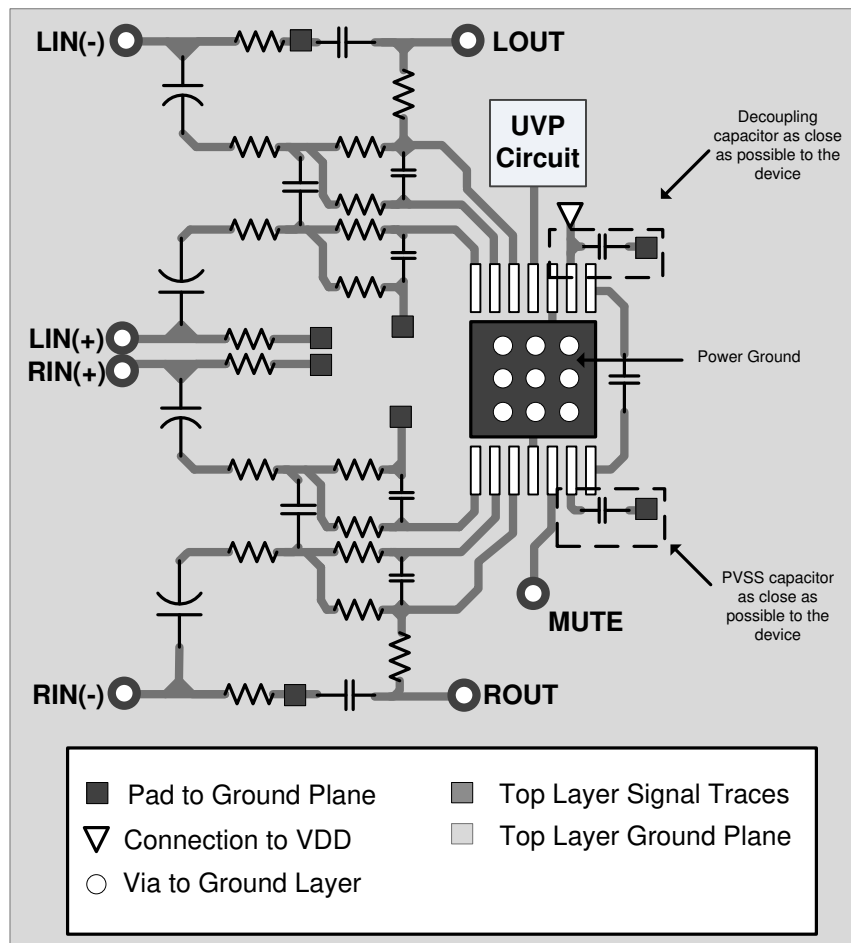 LIN(-)
LOUT
UVP
Circuit
Decoupling
capacitor as close
as possible to the
device
LIN(+)
RIN(+)
Power Ground
PVSS capacitor
as close as
possible to the
device
MUTE
RIN(-)
ROUT
Pad to Ground Plane
Top Layer Signal Traces
Connection to VDD
Top Layer Ground Plane
Via to Ground Layer